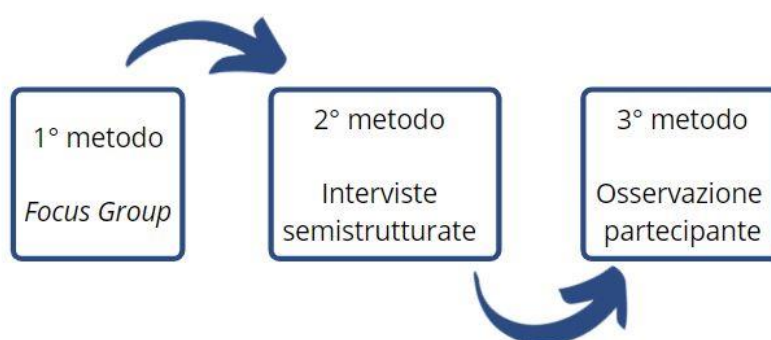 1° metodo
Focus Group
2° metodo
Interviste
semistrutturate
3° metodo
Osservazione
partecipante